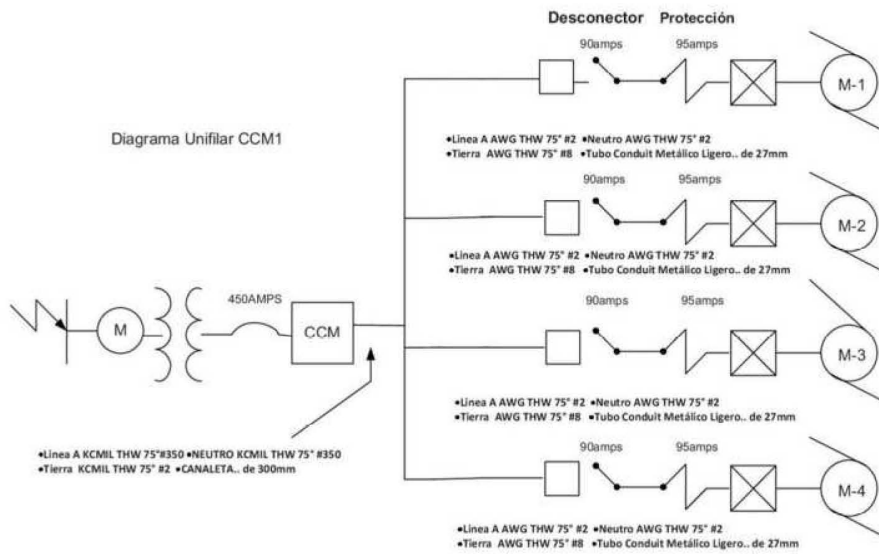 Desconector Protección
90amps 95amps
M-1
Diagrama Unifilar CCM1
•Linea A AWG THW 75° #2 •Neutro AWG THW 75° #2
•Tierra AWG THW 75° #8 •Tubo Conduit Metálico Ligero.. de 27mm
90amps 95amps
M-2
•Linea A AWG THW 75° #2 •Neutro AWG THW 75° #2
•Tierra AWG THW 75° #8 •Tubo Conduit Metálico Ligero.. de 27mm
450AMPS
M
CCM
90amps 95amps
M-3
•Linea A AWG THW 75° #2 •Neutro AWG THW 75° #2
•Tierra AWG THW 75° #8 •Tubo Conduit Metálico Ligero.. de 27mm
•Linea A KCMIL THW 75°#350 •NEUTRO KCMIL THW 75° #350
•Tierra KCMIL THW 75° #2 •CANALETA.. de 300mm
90amps 95amps
M-4
•Linea A AWG THW 75° #2 •Neutro AWG THW 75° #2
•Tierra AWG THW 75° #8 •Tubo Conduit Metálico Ligero.. de 27mm